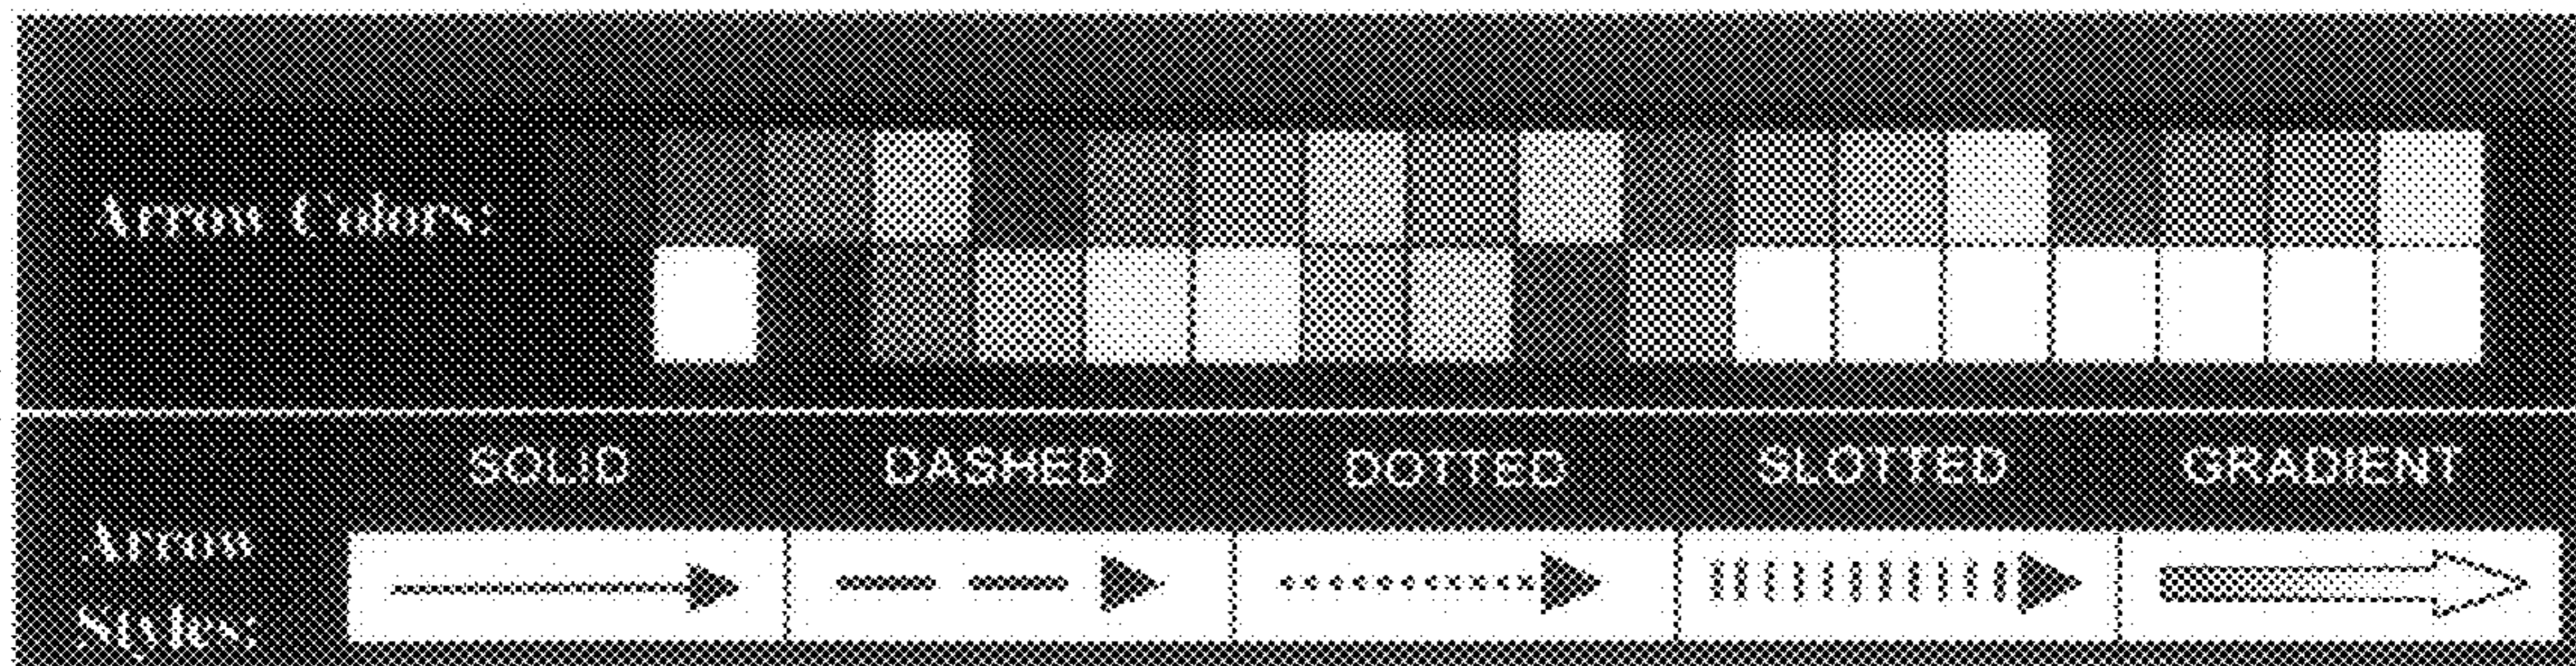 Arrow Colors:
SOLID DASHED DOTTED SLOTTED GRADIENT
Arrow
Styles: